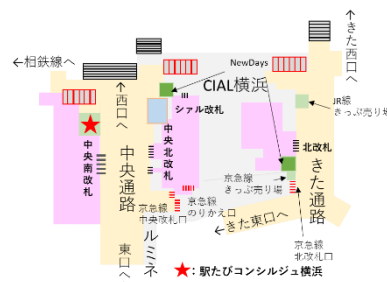 ↑きた西口へ
←相鉄線へ
NewDays
CIAL横浜
↑西口へ
シァル改札
JR線
きっぷ売り場
中央南改札
中央通路
中央北改札
京急線
きっぷ売り場
北改札
きた通路
京急線
中央改札口
京急線
のりかえ口
←きた東口へ
東口へ↓
ルミネ
京急線
北改札口
★:駅たびコンシェルジュ横浜